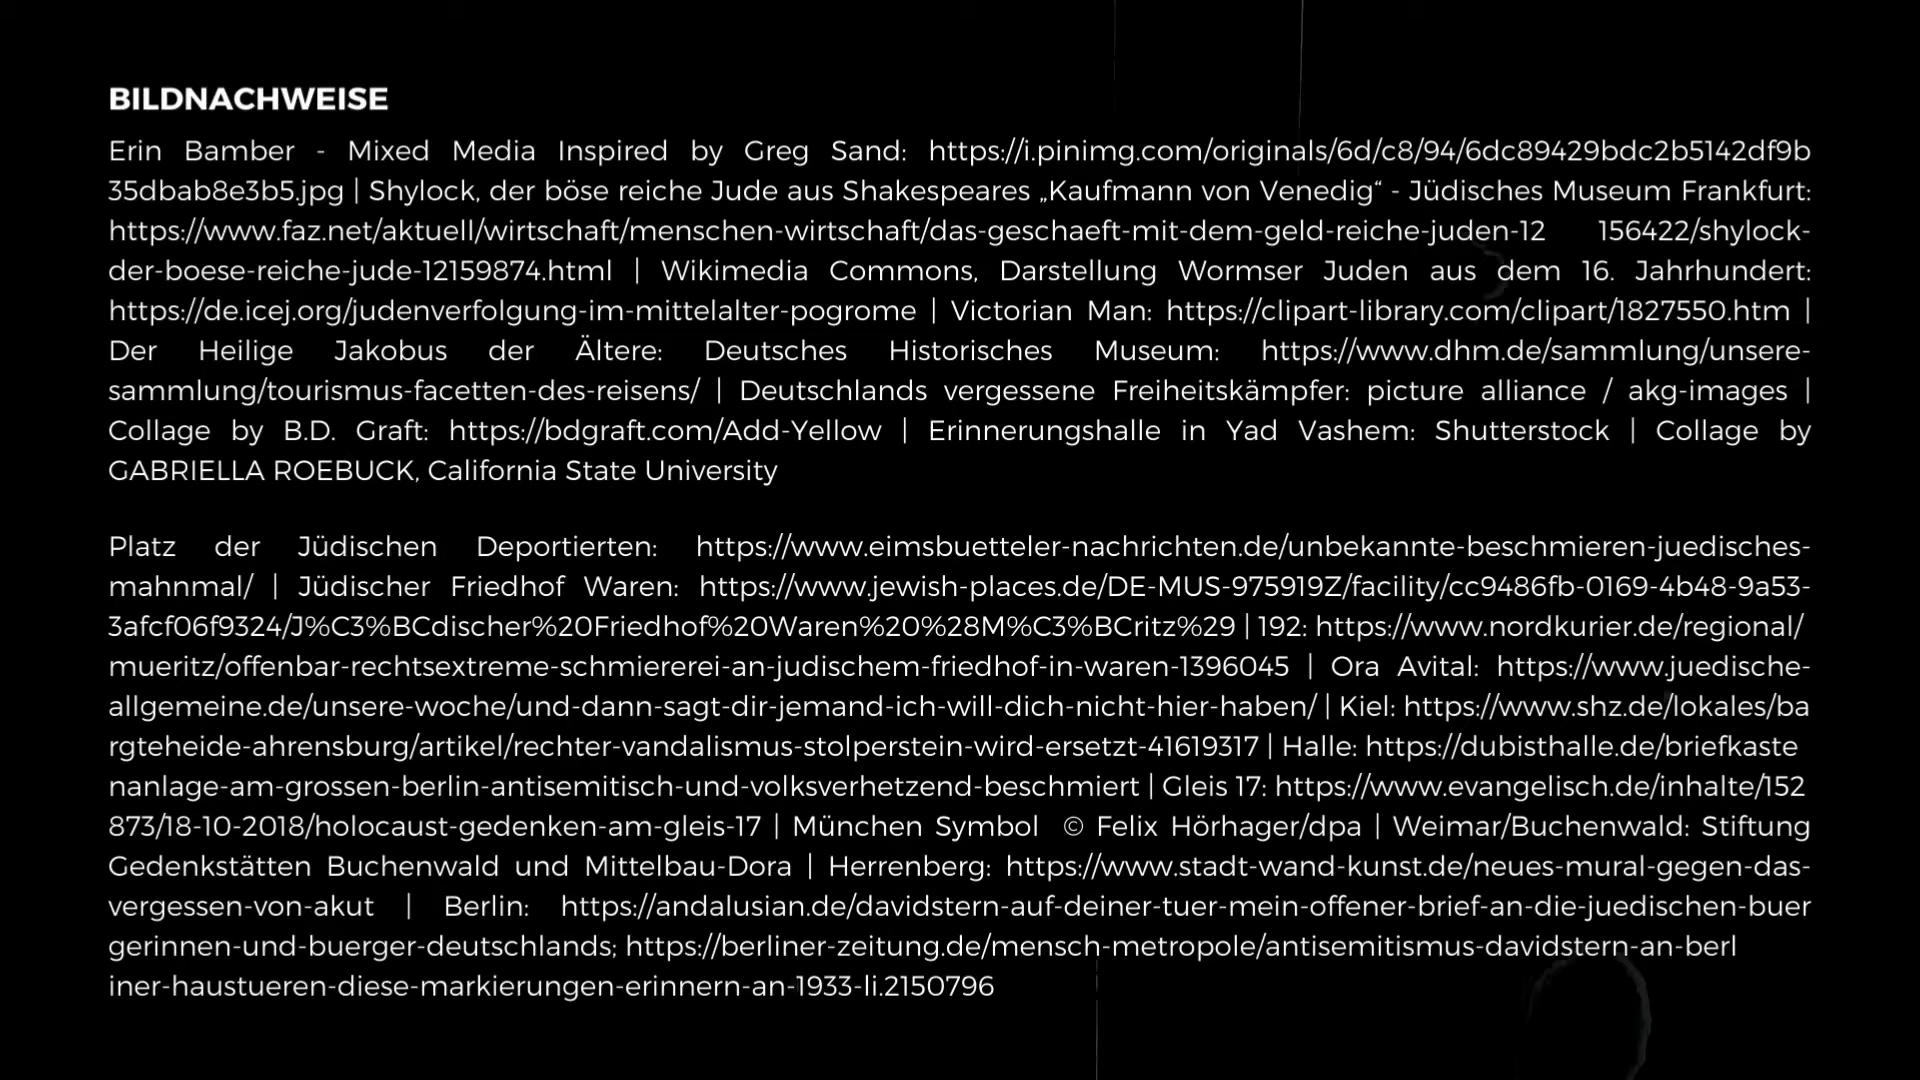 BILDNACHWEISE
Erin Bamber - Mixed Media Inspired by Greg Sand: https://i.pinimg.com/originals/6d/c8/94/6dc89429bdc2b5142df9b
35dbab8e3b5.jpg | Shylock, der böse reiche Jude aus Shakespeares „Kaufmann von Venedig“ - Jüdisches Museum Frankfurt:
https://www.faz.net/aktuell/wirtschaft/menschen-wirtschaft/das-geschaeft-mit-dem-geld-reiche-juden-12 156422/shylock-
der-boese-reiche-jude-12159874.html | Wikimedia Commons, Darstellung Wormser Juden aus dem 16. Jahrhundert:
https://de.icej.org/judenverfolgung-im-mittelalter-pogrome | Victorian Man: https://clipart-library.com/clipart/1827550.htm |
Der Heilige Jakobus der Ältere: Deutsches Historisches Museum: https://www.dhm.de/sammlung/unsere-
sammlung/tourismus-facetten-des-reisens/ | Deutschlands vergessene Freiheitskämpfer: picture alliance / akg-images |
Collage by B.D. Graft: https://bdgraft.com/Add-Yellow | Erinnerungshalle in Yad Vashem: Shutterstock | Collage by
GABRIELLA ROEBUCK, California State University
Platz der Jüdischen Deportierten: https://www.eimsbuetteler-nachrichten.de/unbekannte-beschmieren-juedisches-
mahnmal/ | Jüdischer Friedhof Waren: https://www.jewish-places.de/DE-MUS-975919Z/facility/cc9486fb-0169-4b48-9a53-
3afcf06f9324/J%C3%BCdischer%20Friedhof%20Waren%20%28M%C3%BCritz%29 | 192: https://www.nordkurier.de/regional/
mueritz/offenbar-rechtsextreme-schmiererei-an-judischem-friedhof-in-waren-1396045 | Ora Avital: https://www.juedische-
allgemeine.de/unsere-woche/und-dann-sagt-dir-jemand-ich-will-dich-nicht-hier-haben/ | Kiel: https://www.shz.de/lokales/ba
rgteheide-ahrensburg/artikel/rechter-vandalismus-stolperstein-wird-ersetzt-41619317 | Halle: https://dubisthalle.de/briefkaste
nanlage-am-grossen-berlin-antisemitisch-und-volksverhetzend-beschmiert | Gleis 17: https://www.evangelisch.de/inhalte/152
873/18-10-2018/holocaust-gedenken-am-gleis-17 | München Symbol © Felix Hörhager/dpa | Weimar/Buchenwald: Stiftung
Gedenkstätten Buchenwald und Mittelbau-Dora | Herrenberg: https://www.stadt-wand-kunst.de/neues-mural-gegen-das-
vergessen-von-akut | Berlin: https://andalusian.de/davidstern-auf-deiner-tuer-mein-offener-brief-an-die-juedischen-buer
gerinnen-und-buerger-deutschlands; https://berliner-zeitung.de/mensch-metropole/antisemitismus-davidstern-an-berl
iner-haustueren-diese-markierungen-erinnern-an-1933-li.2150796